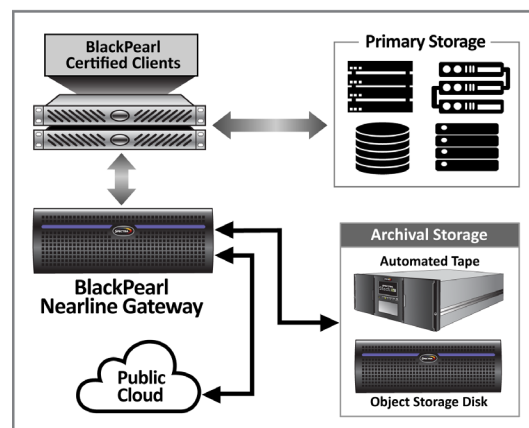 BlackPearl
Certified Clients
Primary Storage
BlackPearl
Nearline Gateway
Public
Cloud
Archival Storage
Automated Tape
Object Storage Disk